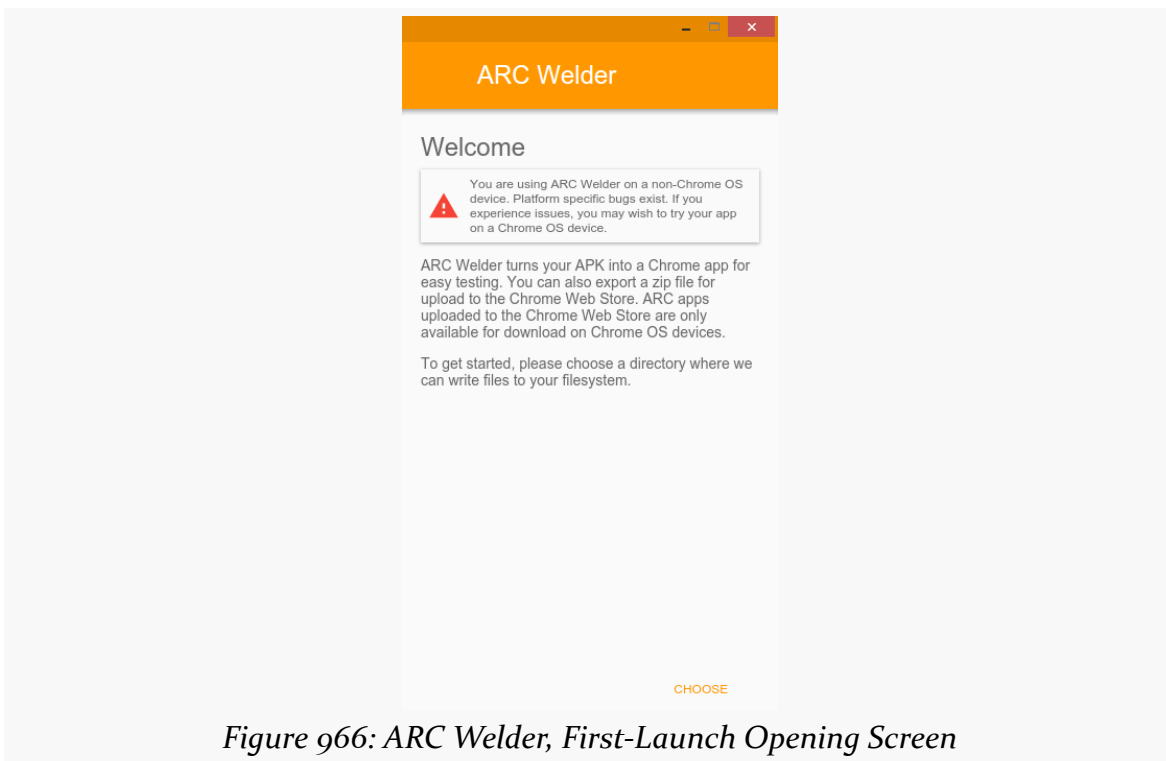 ARC Welder
Welcome
You are using ARC Welder on a non-Chrome OS
device. Platform specific bugs exist. If you
experience issues, you may wish to try your app
on a Chrome OS device.
ARC Welder turns your APK into a Chrome app for
easy testing. You can also export a zip file for
upload to the Chrome Web Store. ARC apps
uploaded to the Chrome Web Store are only
available for download on Chrome OS devices.
To get started, please choose a directory where we
can write files to your filesystem.
CHOOSE
Figure 966: ARC Welder, First-Launch Opening Screen